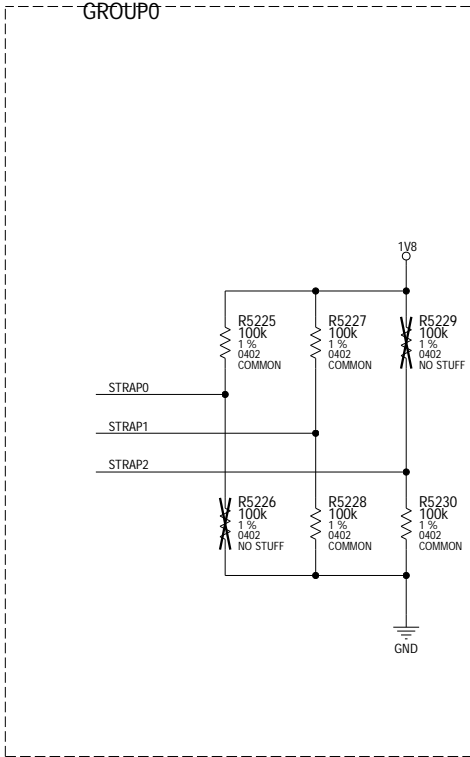 GROUP0
1V8
R5225
100k
1 %
0402
COMMON
R5227
100k
1 %
0402
COMMON
R5229
100k
1 %
0402
NO STUFF
STRAP0
STRAP1
STRAP2
R5226
100k
1 %
0402
NO STUFF
R5228
100k
1 %
0402
COMMON
R5230
100k
1 %
0402
COMMON
GND